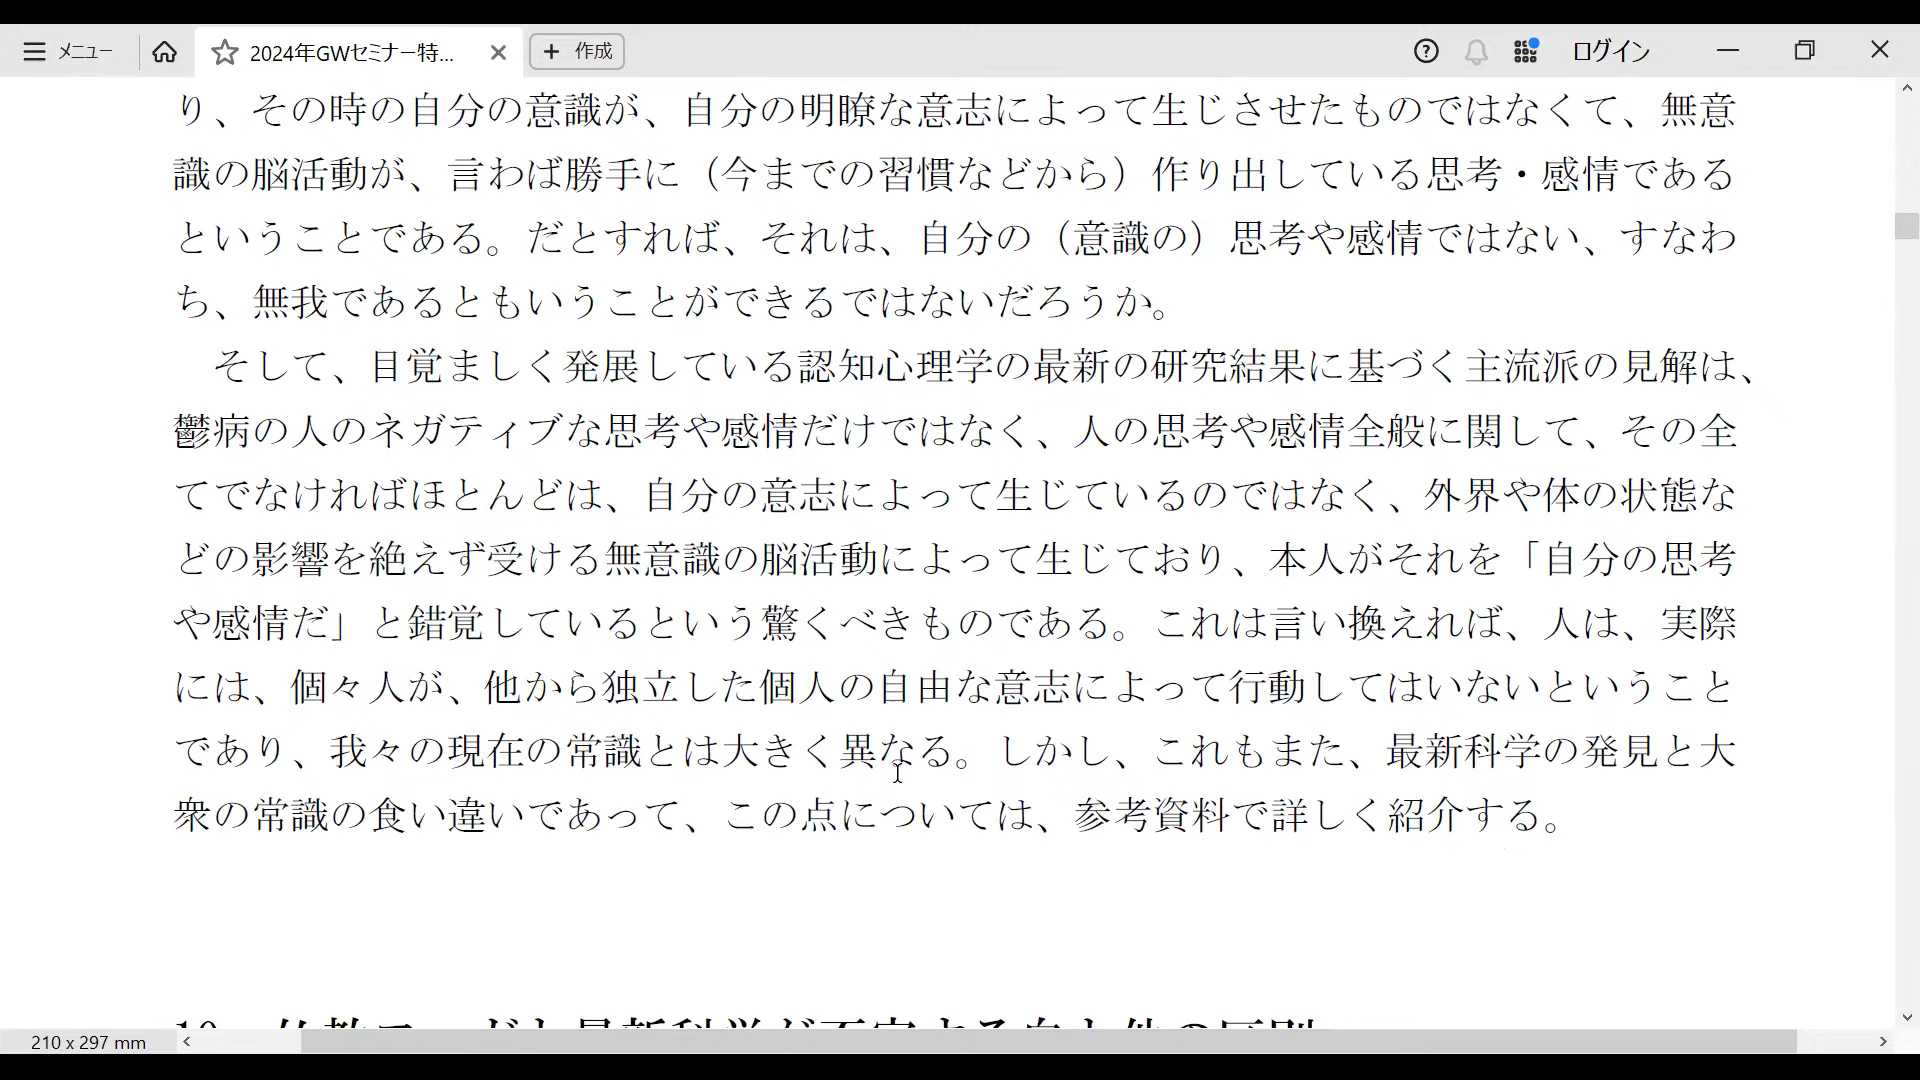 メニュー
2024年GWセミナー特...
作成
ログイン
り、その時の自分の意識が、自分の明瞭な意志によって生じさせたものではなくて、無意
識の脳活動が、言わば勝手に（今までの習慣などから）作り出している思考・感情である
ということである。だとすれば、それは、自分の（意識の）思考や感情ではない、すなわ
ち、無我であるともいうことができるではないだろうか。
そして、目覚ましく発展している認知心理学の最新の研究結果に基づく主流派の見解は、
鬱病の人のネガティブな思考や感情だけではなく、人の思考や感情全般に関して、その全
てでなければほとんどは、自分の意志によって生じているのではなく、外界や体の状態な
どの影響を絶えず受ける無意識の脳活動によって生じており、本人がそれを「自分の思考
や感情だ」と錯覚しているという驚くべきものである。これは言い換えれば、人は、実際
には、個々人が、他から独立した個人の自由な意志によって行動してはいないということ
であり、我々の現在の常識とは大きく異なる。しかし、これもまた、最新科学の発見と大
衆の常識の食い違いであって、この点については、参考資料で詳しく紹介する。
210 x 297 mm